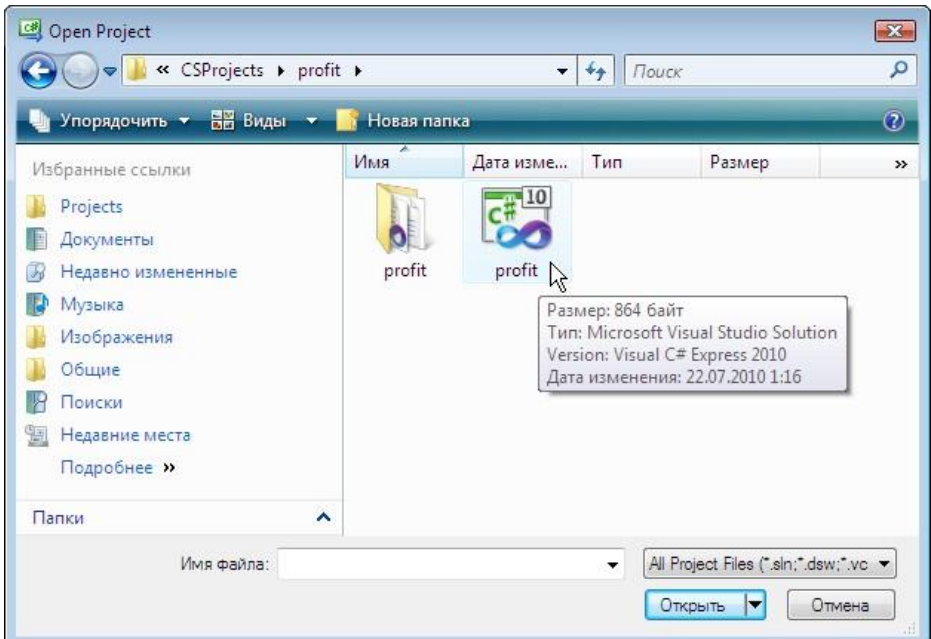 Open Project
« CSProjects profit
Поиск
Упорядочить Виды Новая папка
Избранные ссылки
Projects
Документы
Недавно измененные
Музыка
Изображения
Общие
Поиски
Недавние места
Подробнее »
Папки
Имя Дата изме... Тип Размер »
C# 10
profit profit
Размер: 864 байт
Тип: Microsoft Visual Studio Solution
Version: Visual C# Express 2010
Дата изменения: 22.07.2010 1:16
Имя файла:
All Project Files (*.sln;*.dsw;*.vc
Открыть Отмена